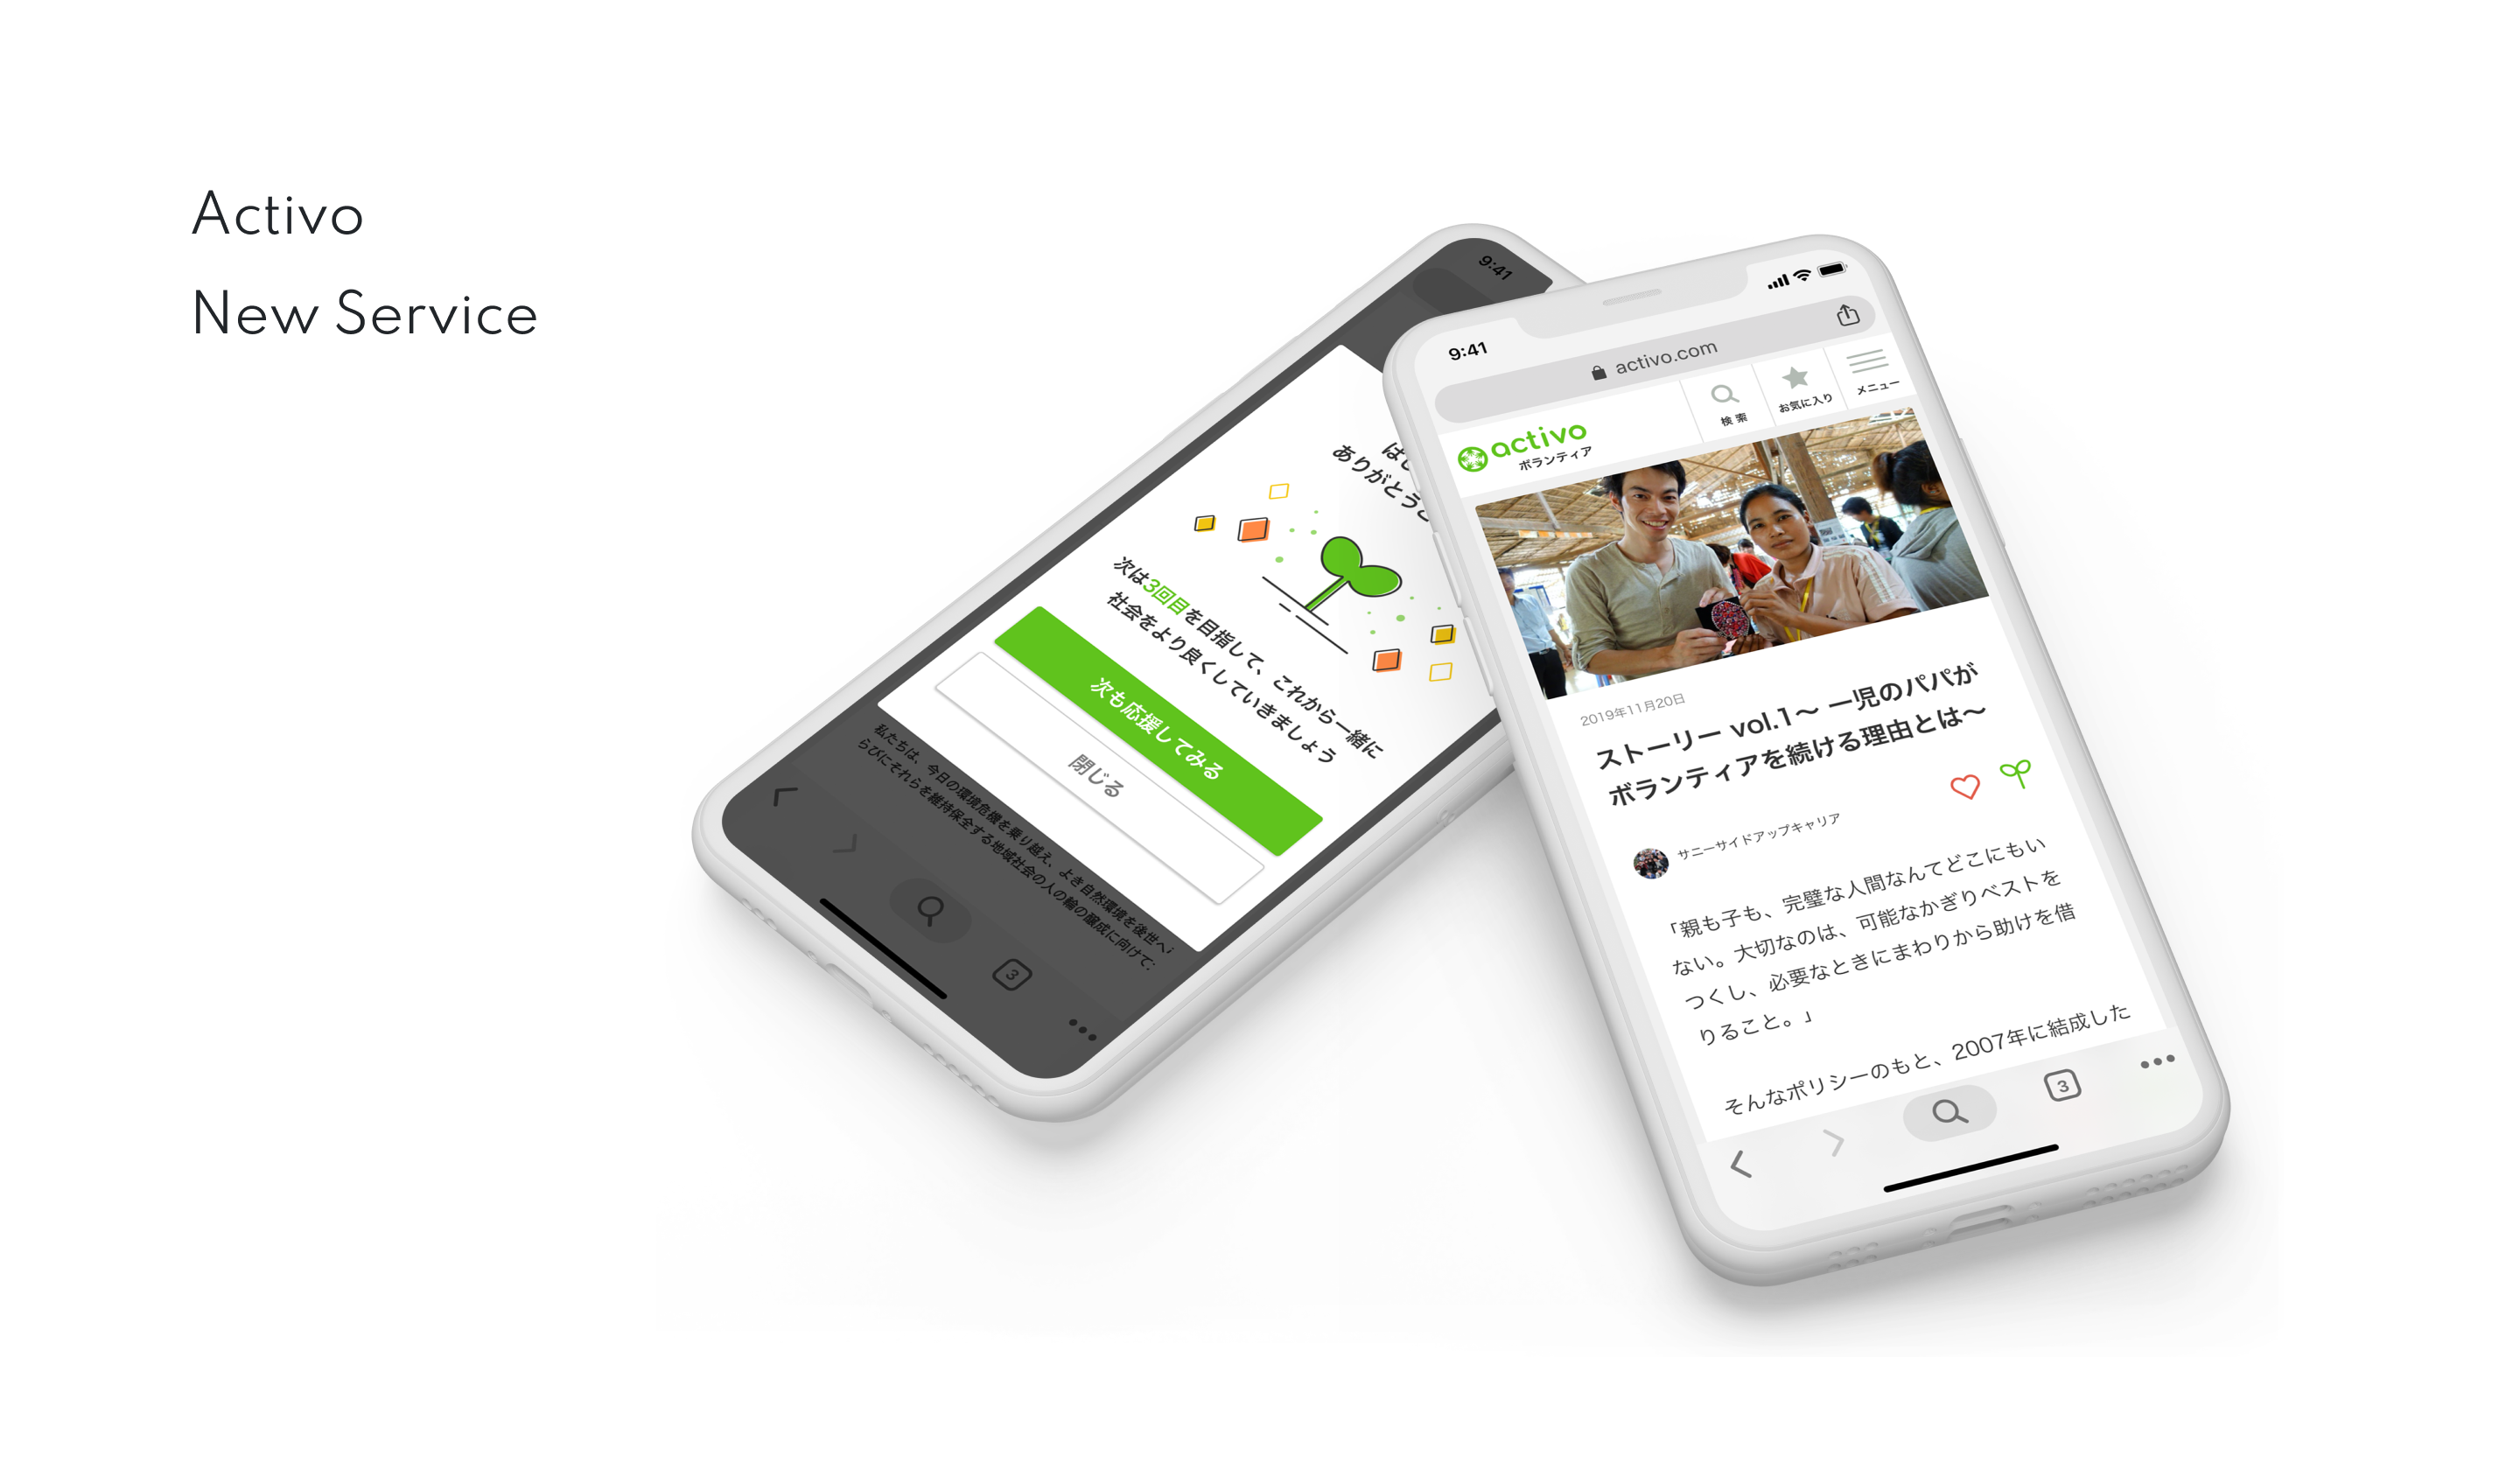 Activo
New Service
9:41
ありがとう
次は3回目を目指して、これから一緒に
社会をより良くしていきましょう
次も応援してみる
閉じる
私たちは、今日の環境危機を乗り越え、よき自然環境を後世へ
らびにそれらを維持保全する地域社会の人の輪の醸成に向けて
3
9:41
activo.com
activo
ボランティア
検索
お気に入り
メニュー
2019年11月20日
ストーリー vol.1〜 一児のパパが
ボランティアを続ける理由とは〜
サニーサイドアップキャリア
「親も子も、完璧な人間なんてどこにもい
ない。大切なのは、可能なかぎりベストを
つくし、必要なときにまわりから助けを借
りること。」
そんなポリシーのもと、2007年に結成した
3